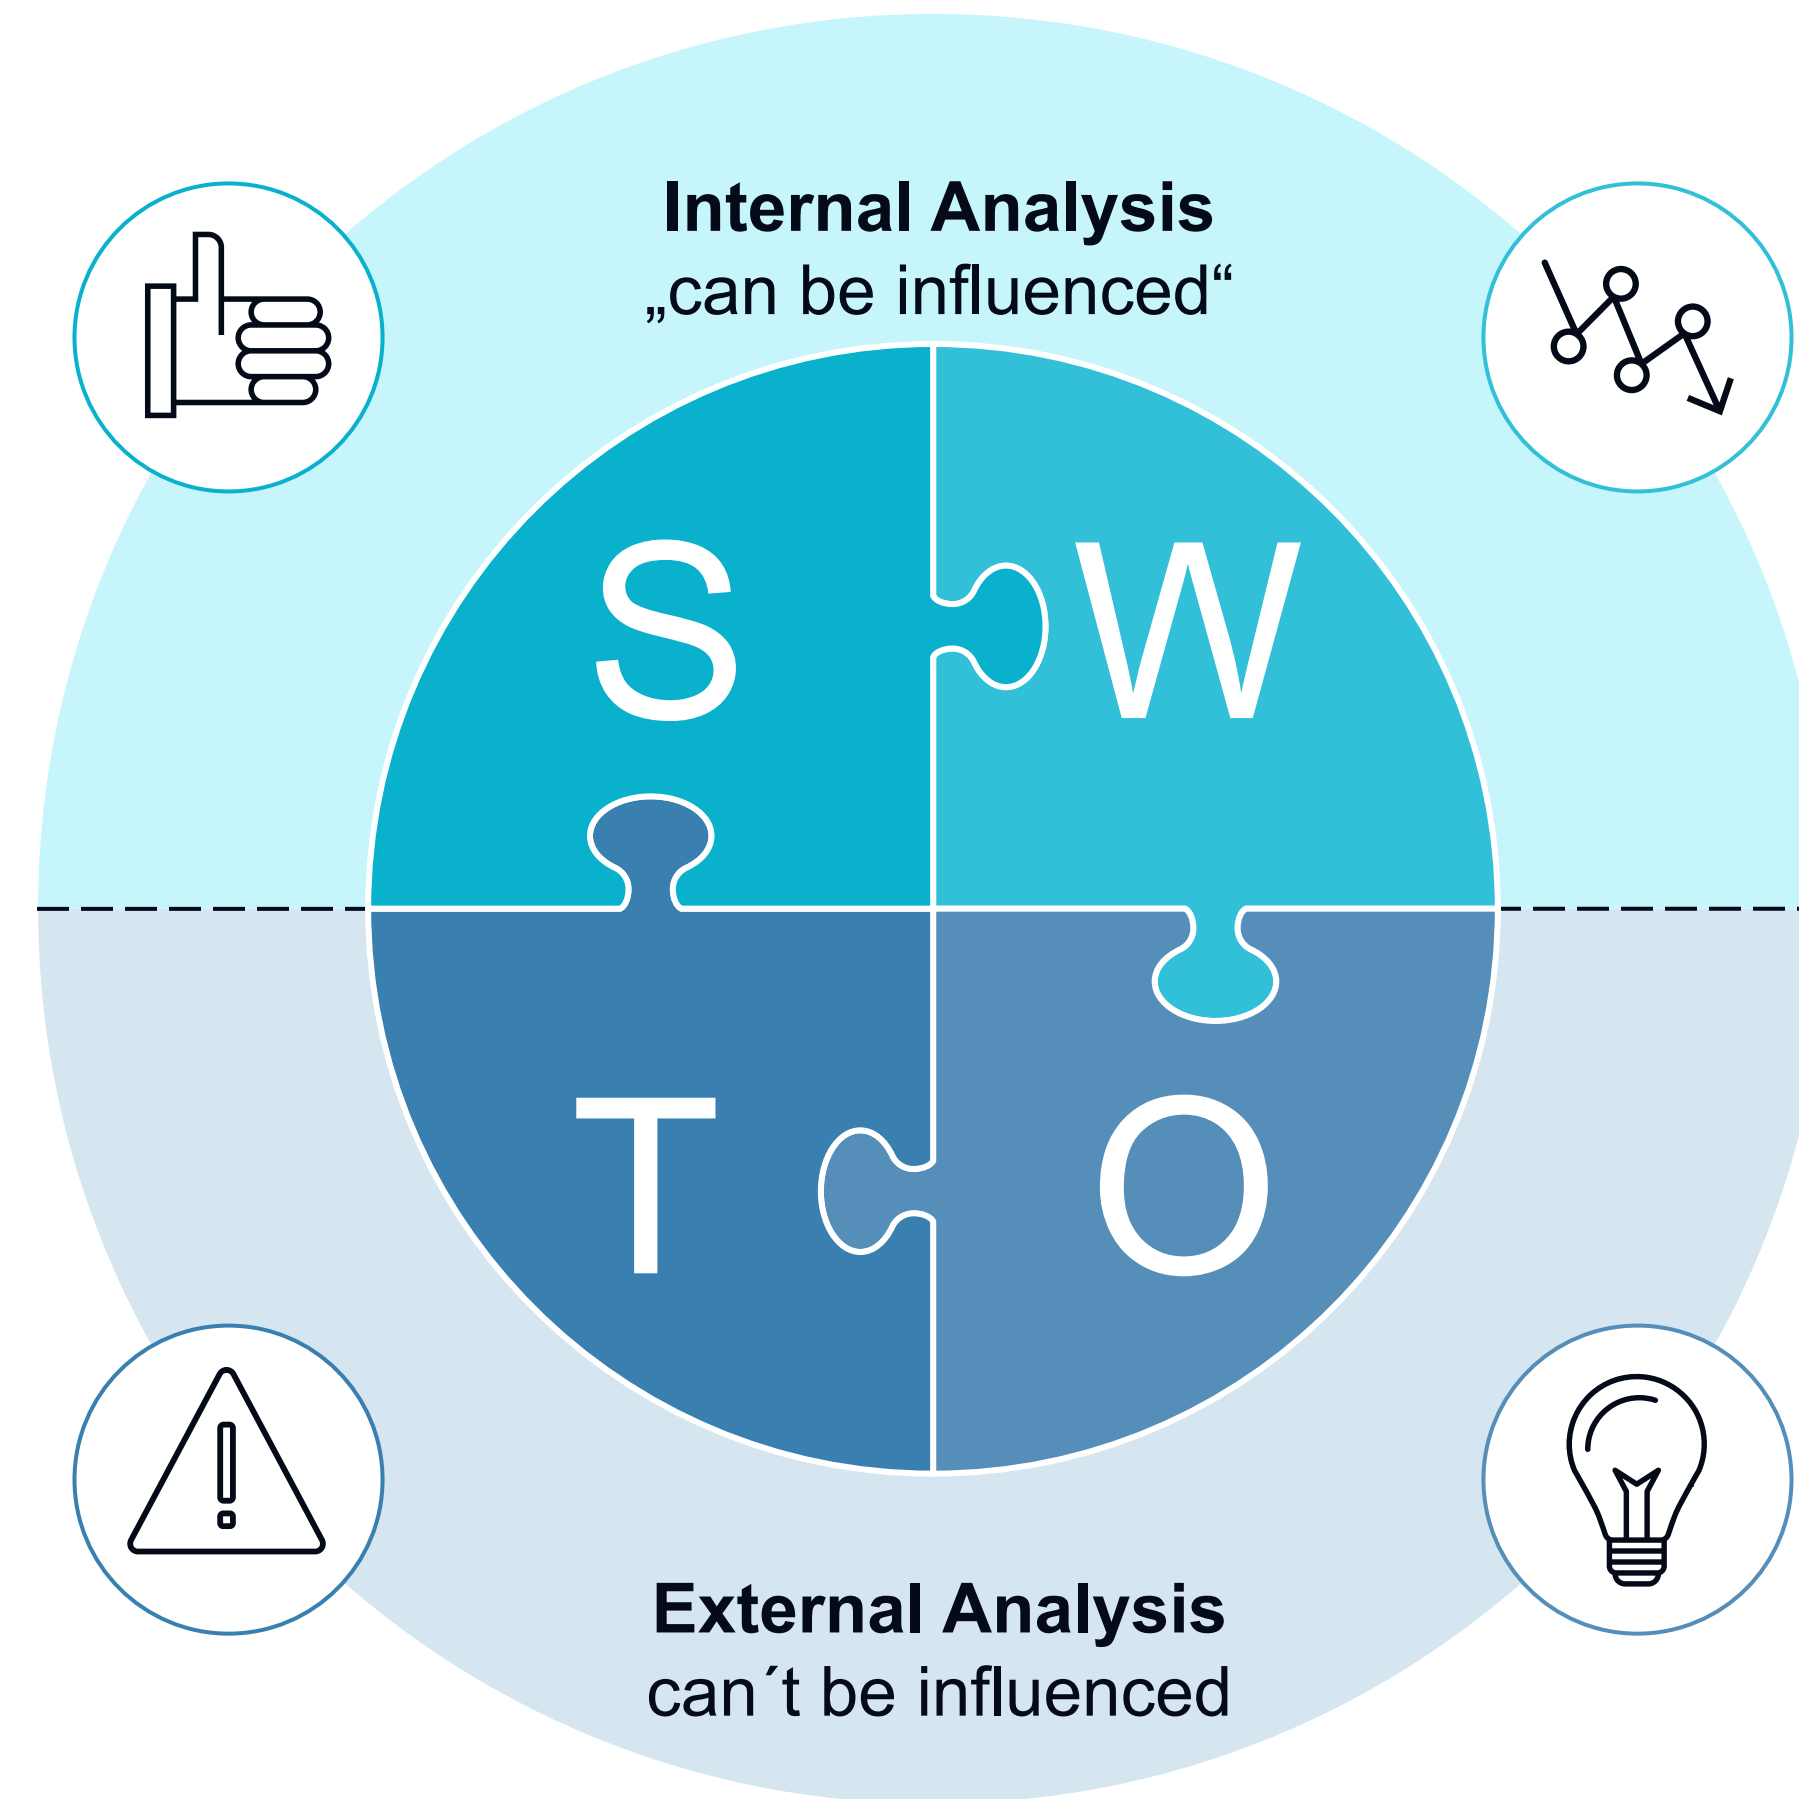 Internal Analysis
„can be influenced“
S W
T O
External Analysis
can´t be influenced